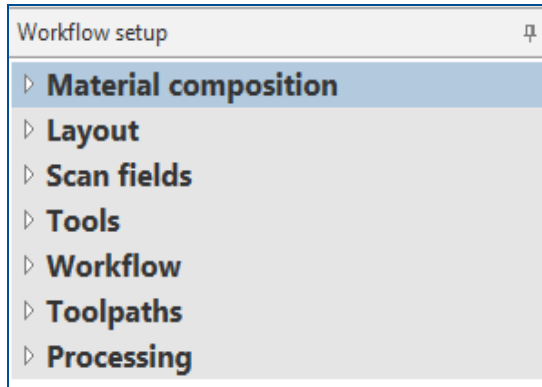 Workflow setup
Material composition
Layout
Scan fields
Tools
Workflow
Toolpaths
Processing